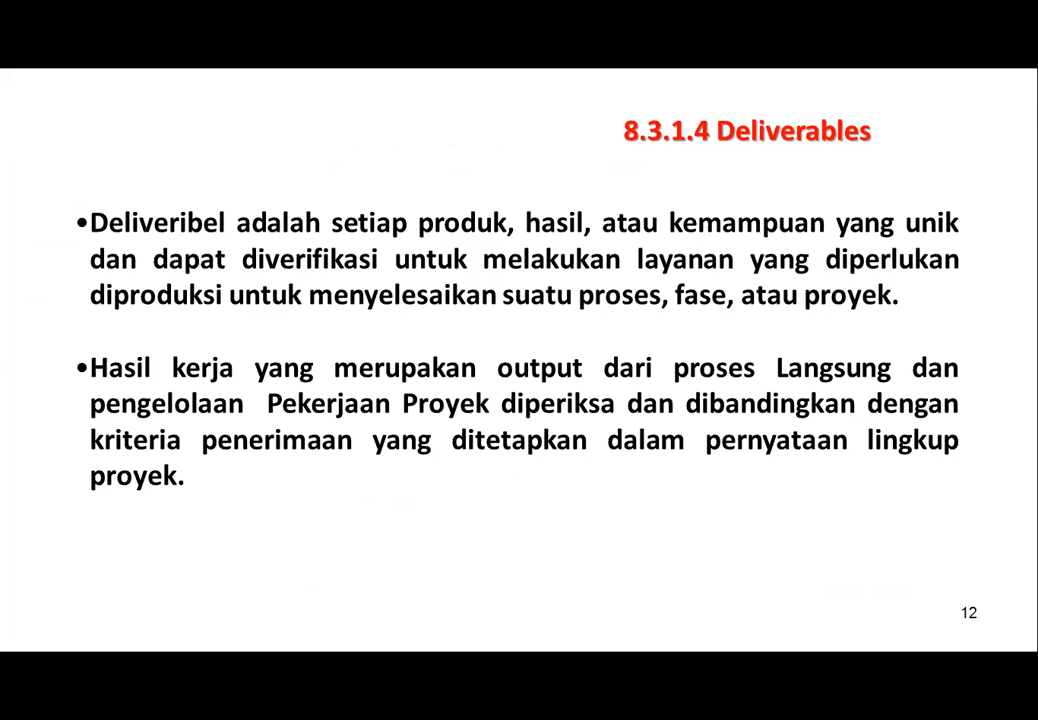 8.3.1.4 Deliverables
•Deliveribel adalah setiap produk, hasil, atau kemampuan yang unik
dan dapat diverifikasi untuk melakukan layanan yang diperlukan
diproduksi untuk menyelesaikan suatu proses, fase, atau proyek.
•Hasil kerja yang merupakan output dari proses Langsung dan
pengelolaan Pekerjaan Proyek diperiksa dan dibandingkan dengan
kriteria penerimaan yang ditetapkan dalam pernyataan lingkup
proyek.
12